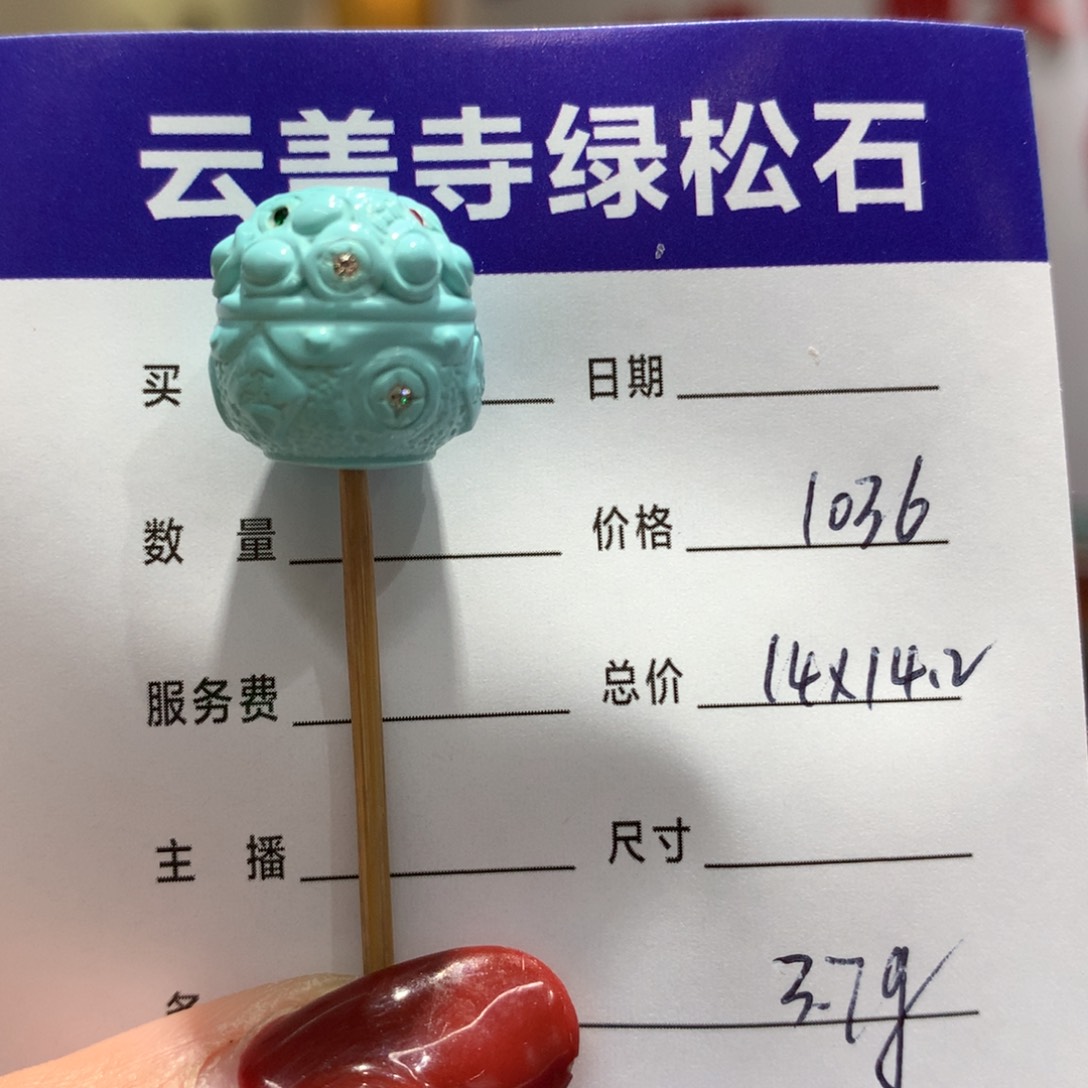 云盖寺绿松石
买 日期
数量 价格 1036
服务费 总价 14x14.2
主播 尺寸
3.7g